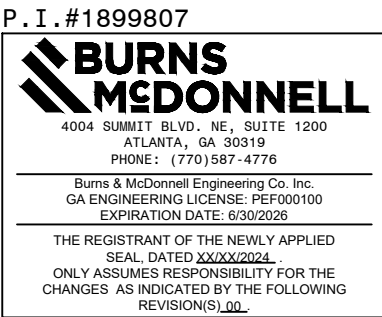 P.I.#1899807
BURNS
McDONNELL
4004 SUMMIT BLVD. NE, SUITE 1200
ATLANTA, GA 30319
PHONE: (770)587-4776
Burns & McDonnell Engineering Co. Inc.
GA ENGINEERING LICENSE: PEF000100
EXPIRATION DATE: 6/30/2026
THE REGISTRANT OF THE NEWLY APPLIED
SEAL, DATED XX/XX/2024 .
ONLY ASSUMES RESPONSIBILITY FOR THE
CHANGES AS INDICATED BY THE FOLLOWING
REVISION(S) 00 .